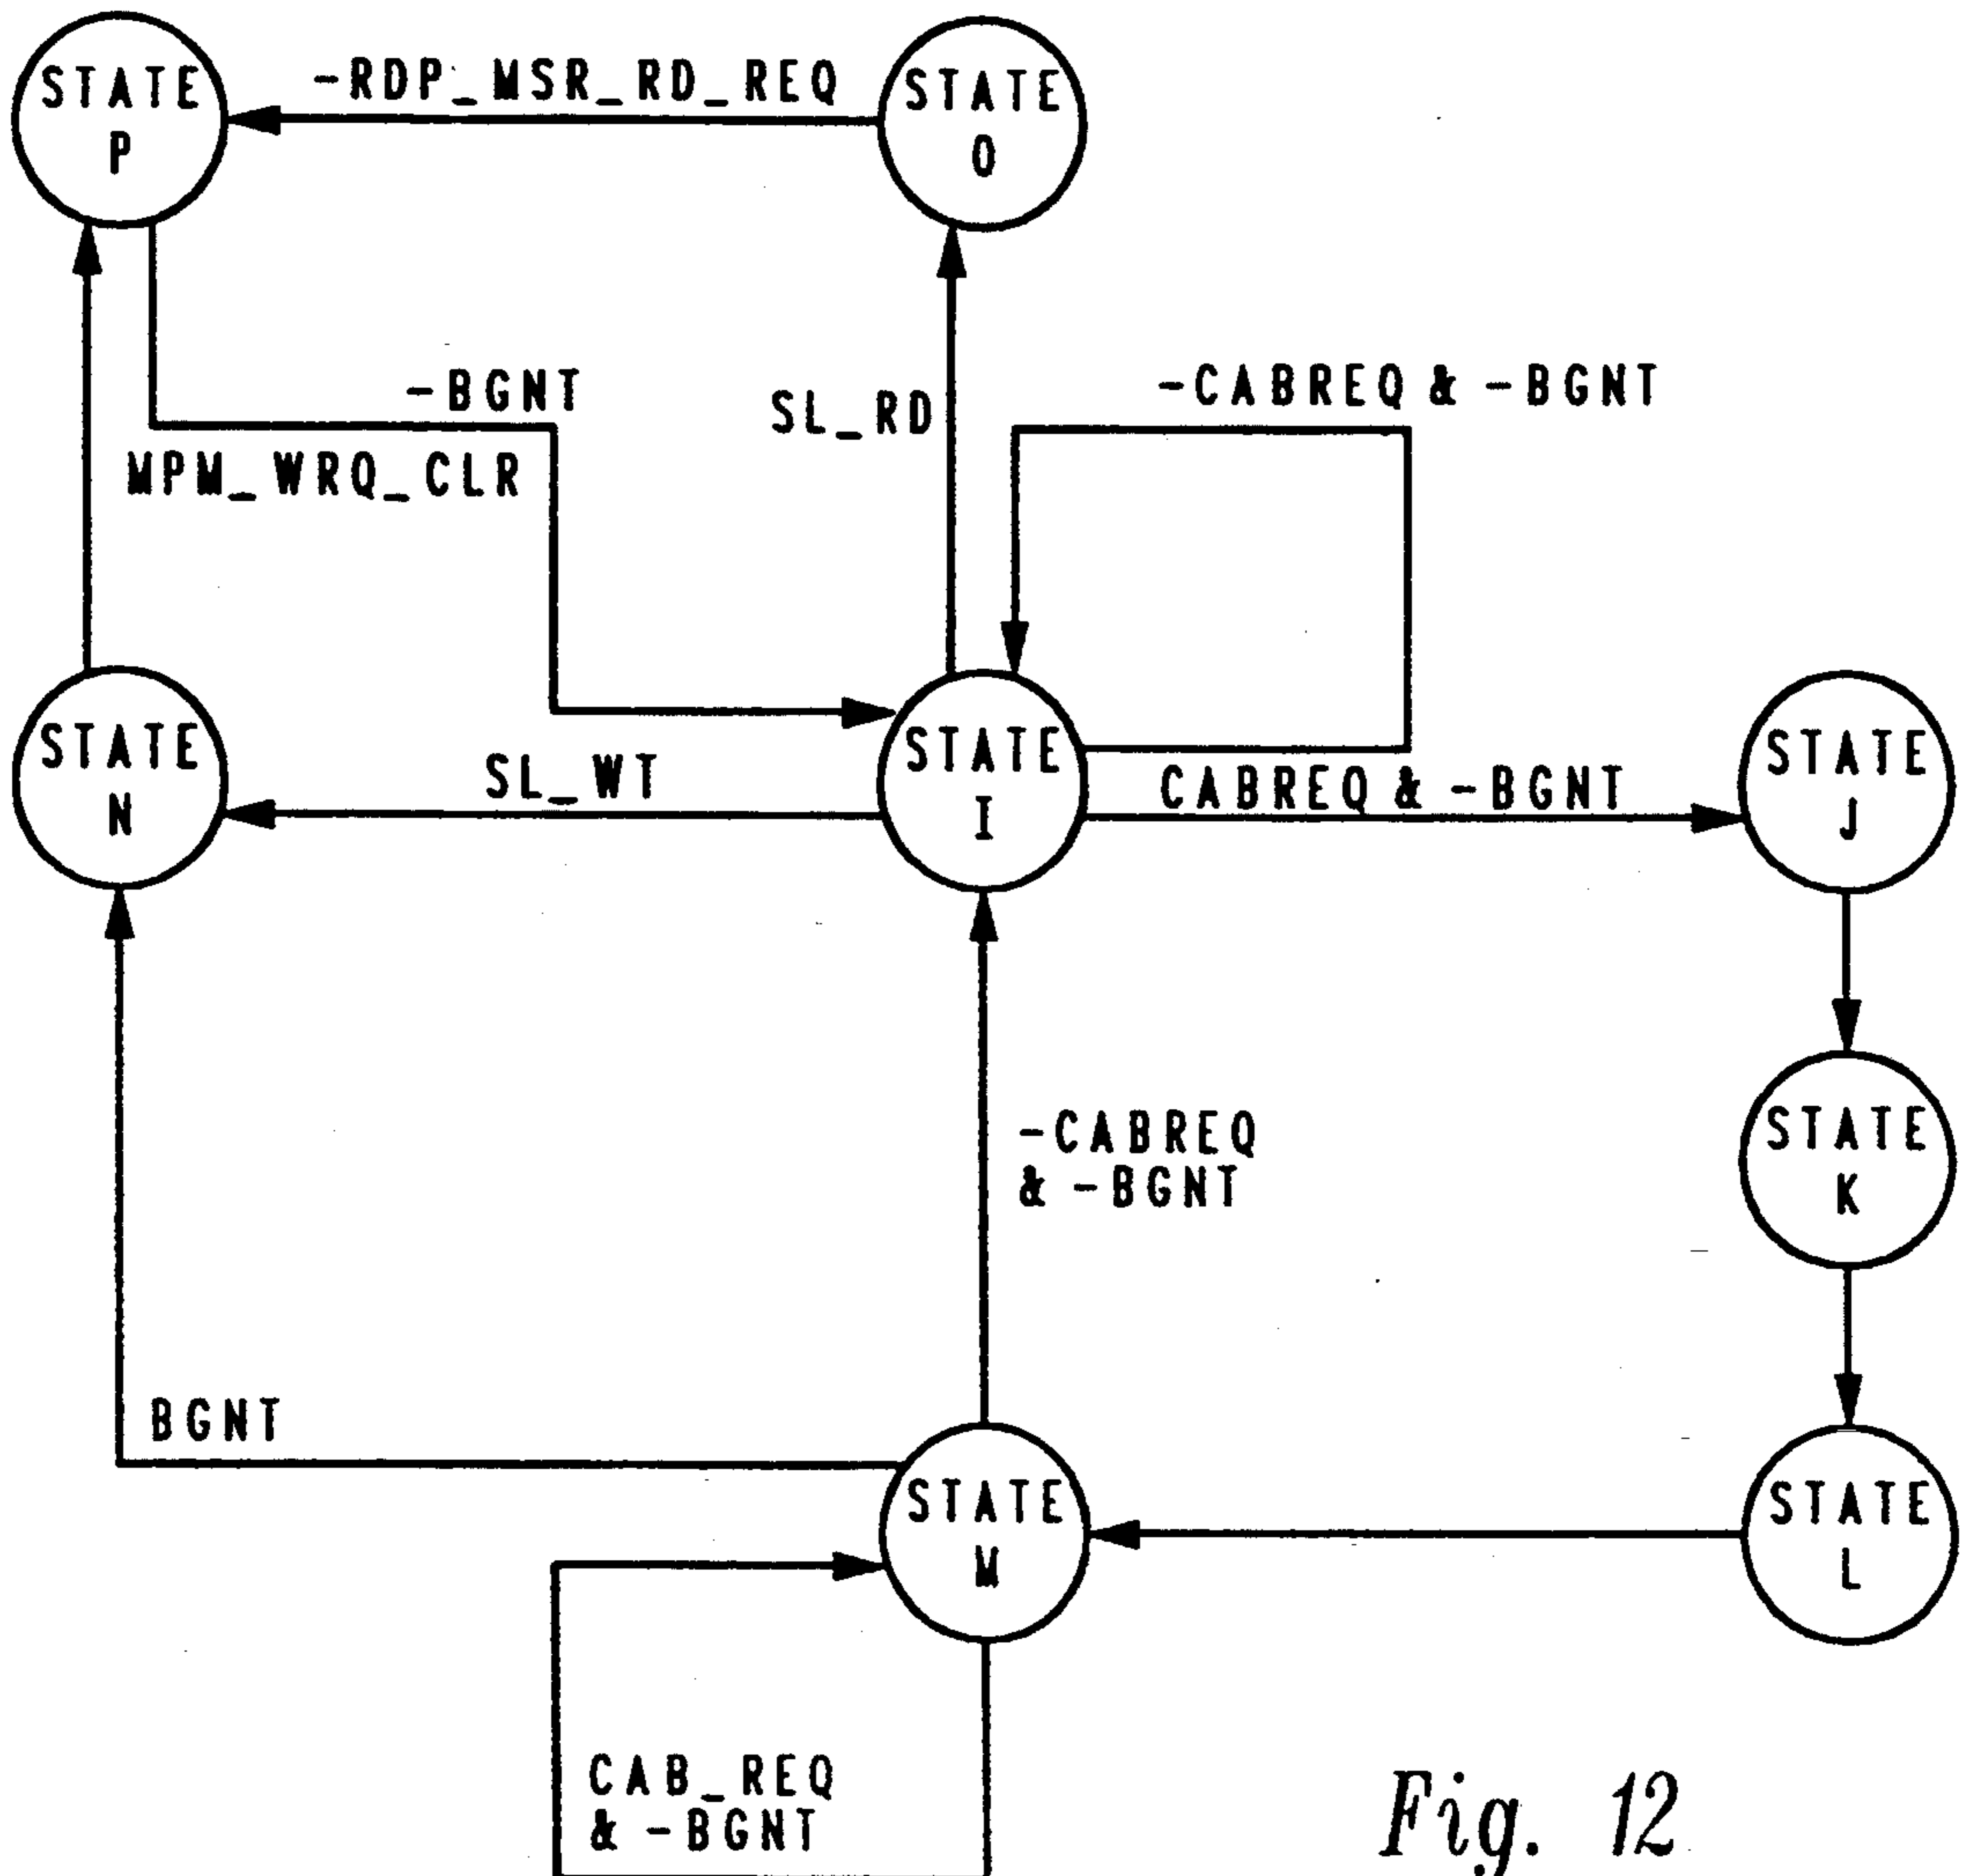 STATE
P
-RDP_MSR_RD_REQ
STATE
O
-BGNT
MPM_WRQ_CLR
SL_RD
-CABREQ & -BGNT
STATE
N
SL_WT
STATE
I
CABREQ & -BGNT
STATE
J
-CABREQ
& -BGNT
STATE
K
BGNT
STATE
M
STATE
L
CAB_REQ
& -BGNT
Fig. 12